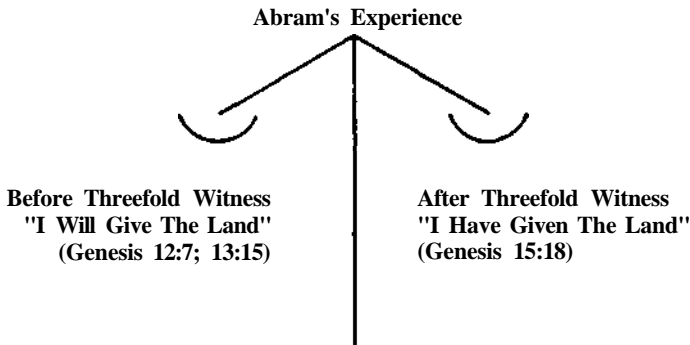 Abram's Experience
Before Threefold Witness
"I Will Give The Land"
(Genesis 12:7; 13:15)
After Threefold Witness
"I Have Given The Land"
(Genesis 15:18)